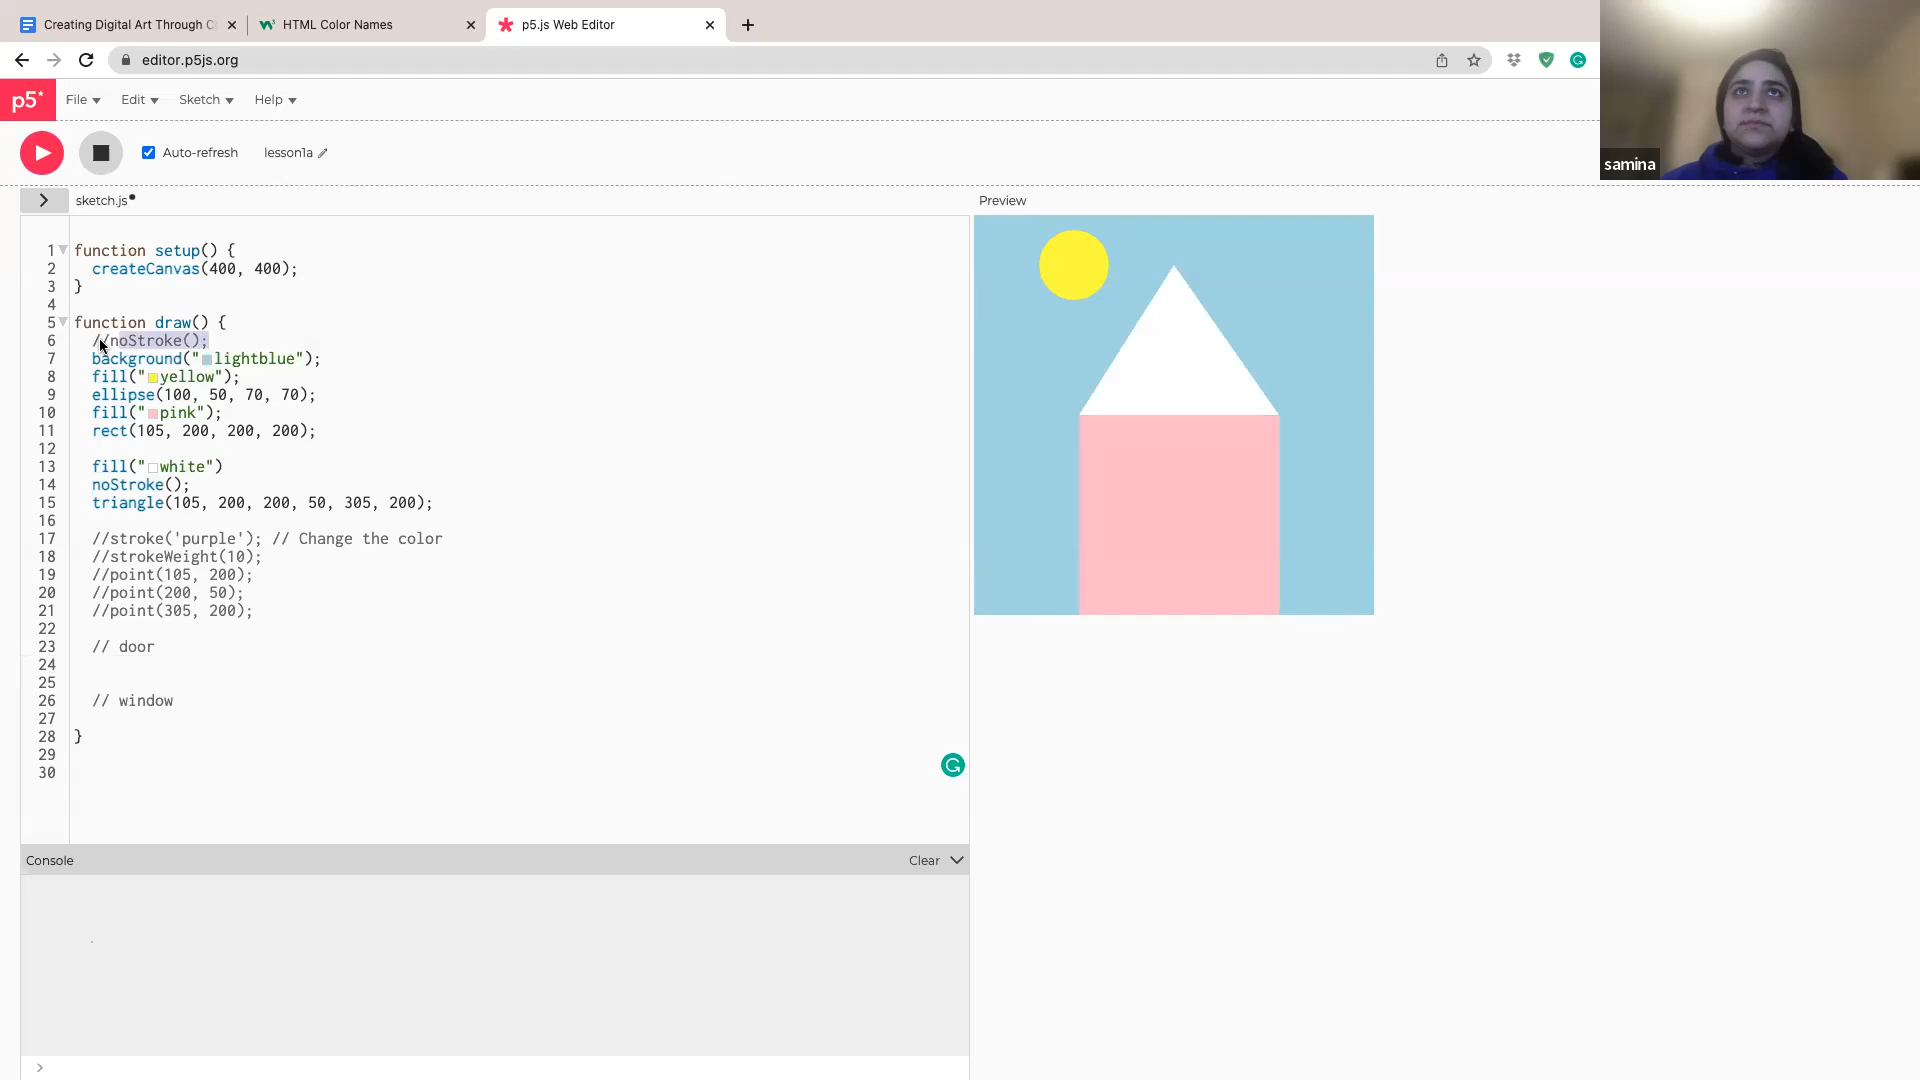 Creating Digital Art Through C
HTML Color Names
p5.js Web Editor
editor.p5js.org
p5*
File
Edit
Sketch
Help
Auto-refresh
lesson1a
samina
sketch.js
Preview
1 function setup() {
2 createCanvas(400, 400);
3 }
4
5 function draw() {
6 //noStroke();
7 background("lightblue");
8 fill("yellow");
9 ellipse(100, 50, 70, 70);
10 fill("pink");
11 rect(105, 200, 200, 200);
12
13 fill("white")
14 noStroke();
15 triangle(105, 200, 200, 50, 305, 200);
16
17 //stroke('purple'); // Change the color
18 //strokeWeight(10);
19 //point(105, 200);
20 //point(200, 50);
21 //point(305, 200);
22
23 // door
24
25
26 // window
27
28 }
29
30
Console
Clear
>